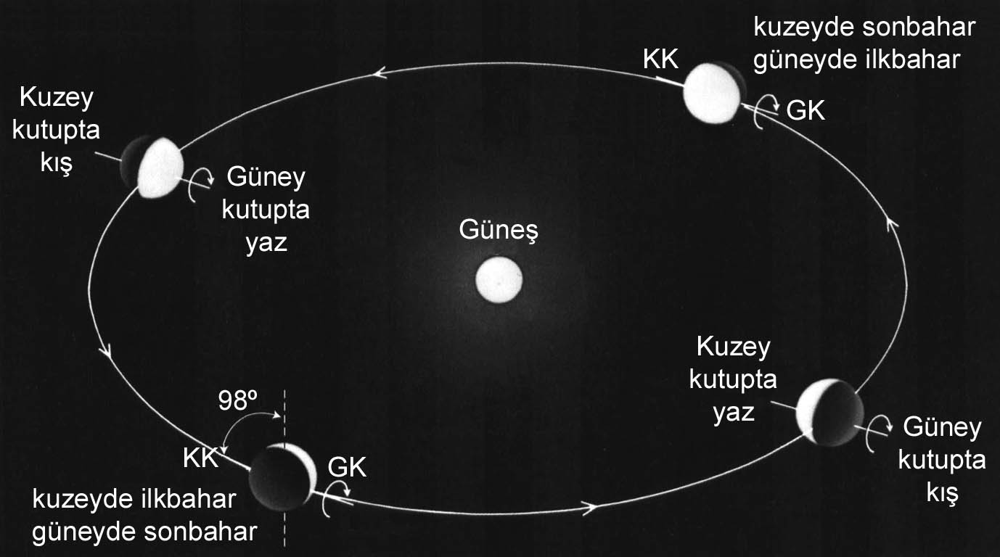 kuzeyde sonbahar
güneyde ilkbahar
KK
GK
Kuzey
kutupta
kış
Güney
kutupta
yaz
Güneş
Kuzey
kutupta
yaz
Güney
kutupta
kış
98º
KK
GK
kuzeyde ilkbahar
güneyde sonbahar